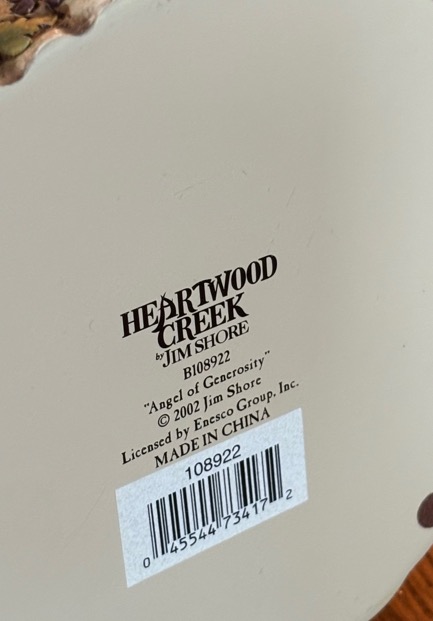 HEARTWOOD
CREEK
by JIM SHORE
B108922
"Angel of Generosity"
© 2002 Jim Shore
Licensed by Enesco Group, Inc.
MADE IN CHINA
108922
0 45544 73417 2